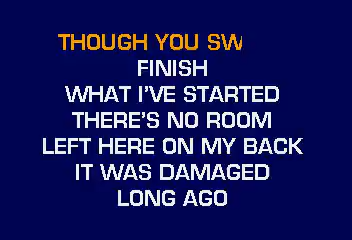 THOUGH YOU SW
FINISH
WHAT I'VE STARTED
THERE'S NO ROOM
LEFT HERE ON MY BACK
IT WAS DAMAGED
LONG AGO